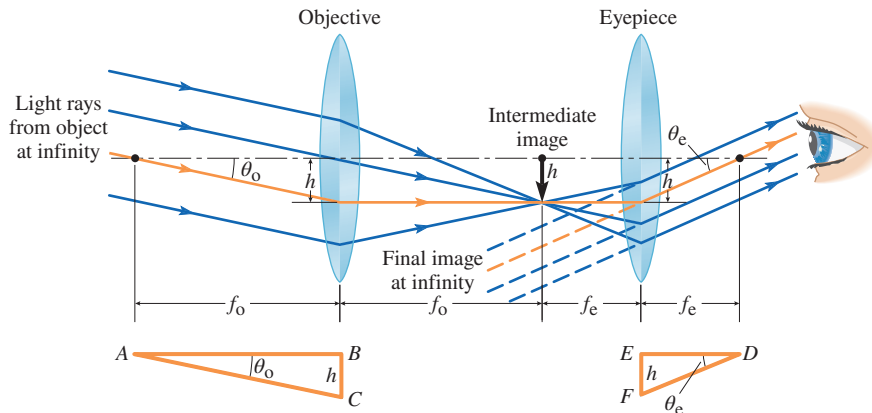 Objective
Eyepiece
Light rays
from object
at infinity
Intermediate
image
θo
h
h
h
θe
Final image
at infinity
fo
fo
fe
fe
A
θo
B
h
C
E
D
h
F
θe